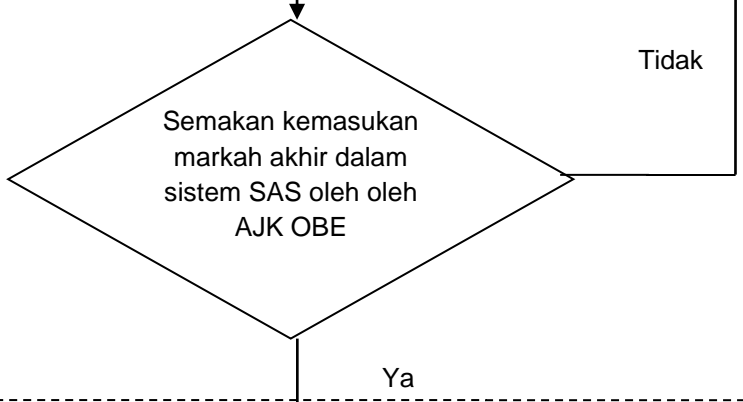 Tidak
Semakan kemasukan
markah akhir dalam
sistem SAS oleh oleh
AJK OBE
Ya